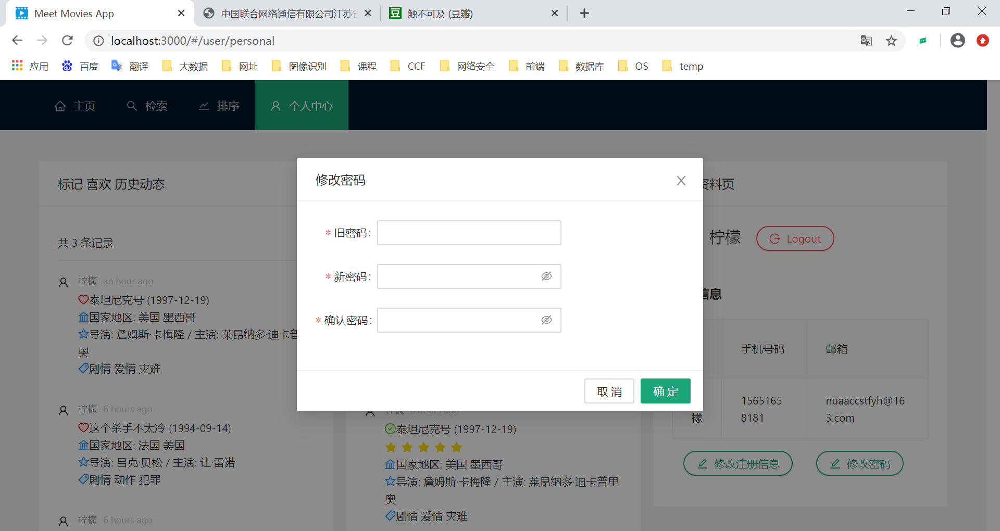 Meet Movies App
中国联合网络通信有限公司江苏省
触不可及 (豆瓣)
localhost:3000/#/user/personal
应用 百度 翻译 大数据 网址 图像识别 课程 CCF 网络安全 前端 数据库 OS temp
主页 检索 排序 个人中心
标记 喜欢 历史动态
共 3 条记录
柠檬 an hour ago
泰坦尼克号 (1997-12-19)
国家地区: 美国 墨西哥
导演: 詹姆斯·卡梅隆 / 主演: 莱昂纳多·迪卡普
奥
剧情 爱情 灾难
柠檬 6 hours ago
这个杀手不太冷 (1994-09-14)
国家地区: 法国 美国
导演: 吕克·贝松 / 主演: 让·雷诺
剧情 动作 犯罪
柠檬 6 hours ago
修改密码
* 旧密码:
* 新密码:
* 确认密码:
取 消
确 定
柠檬 6 hours ago
泰坦尼克号 (1997-12-19)
国家地区: 美国 墨西哥
导演: 詹姆斯·卡梅隆 / 主演: 莱昂纳多·迪卡普里
奥
剧情 爱情 灾难
资料页
柠檬
Logout
信息
手机号码 邮箱
檬
1565165
8181
nuaaccstfyh@16
3.com
修改注册信息
修改密码